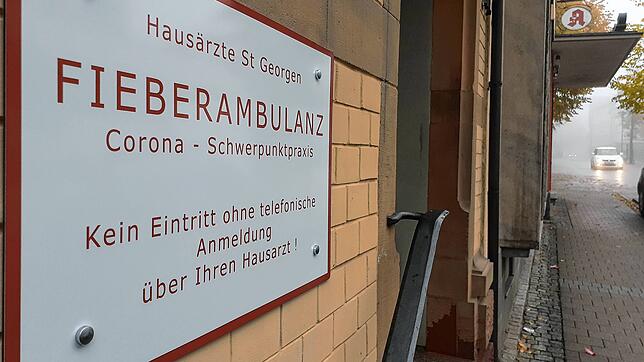 Hausärzte St Georgen
FIEBERAMBULANZ
Corona - Schwerpunktpraxis
Kein Eintritt ohne telefonische
Anmeldung
über Ihren Hausarzt !